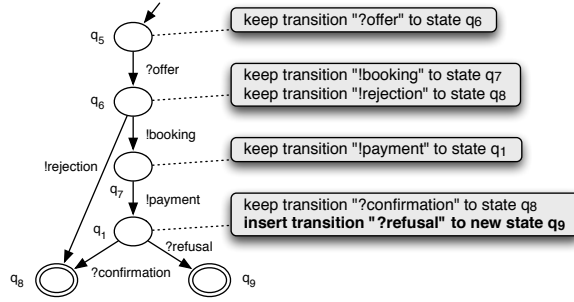 q5
keep transition "?offer" to state q6
?offer
q6
keep transition "!booking" to state q7
keep transition "!rejection" to state q8
!booking
!rejection
keep transition "!payment" to state q1
q7
!payment
keep transition "?confirmation" to state q8
insert transition "?refusal" to new state q9
q1
?refusal
?confirmation
q8
q9